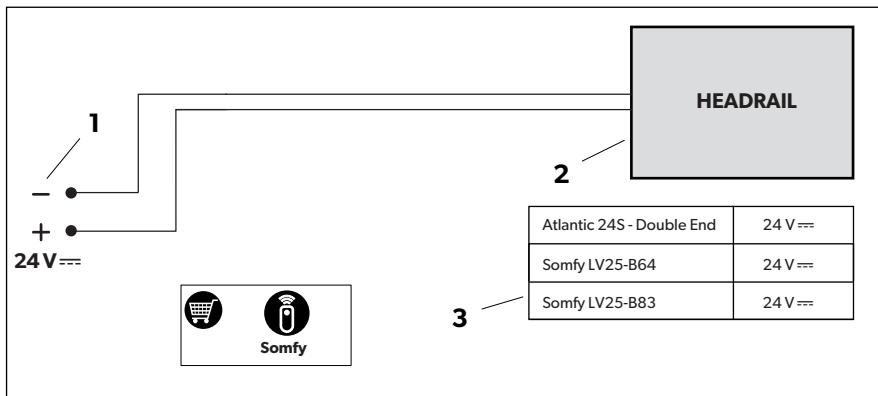 HEADRAIL
1
2
−
+
24 V ⎓
Atlantic 24S - Double End 24 V ⎓
Somfy LV25-B64 24 V ⎓
Somfy LV25-B83 24 V ⎓
3
Somfy